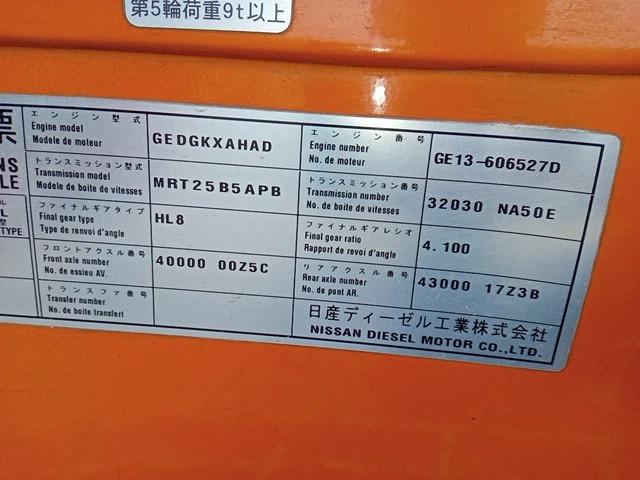 第5輪荷重9t以上
票
NS
LE
ル
L
型
TYPE
エンジン型式
Engine model
Modele de moteur
GEDGKXAHAD
エンジン番号
Engine number
No. de moteur
GE13-606527D
トランスミッション型式
Transmission model
Modele de boite de vitesses
MRT25B5APB
トランスミッション番号
Transmission number
No. de boite de vitesses
32030 NA50E
ファイナルギアタイプ
Final gear type
Type de renvoi d'angle
HL8
ファイナルギアレシオ
Final gear ratio
Rapport de renvoi d'angle
4.100
フロントアクスル番号
Front axle number
No. de essieu AV.
40000 00Z5C
リアアクスル番号
Rear axle number
No. de pont AR.
43000 17Z3B
トランスファ番号
Transfer number
No. de boite transfert
日産ディーゼル工業株式会社
NISSAN DIESEL MOTOR CO.,LTD.